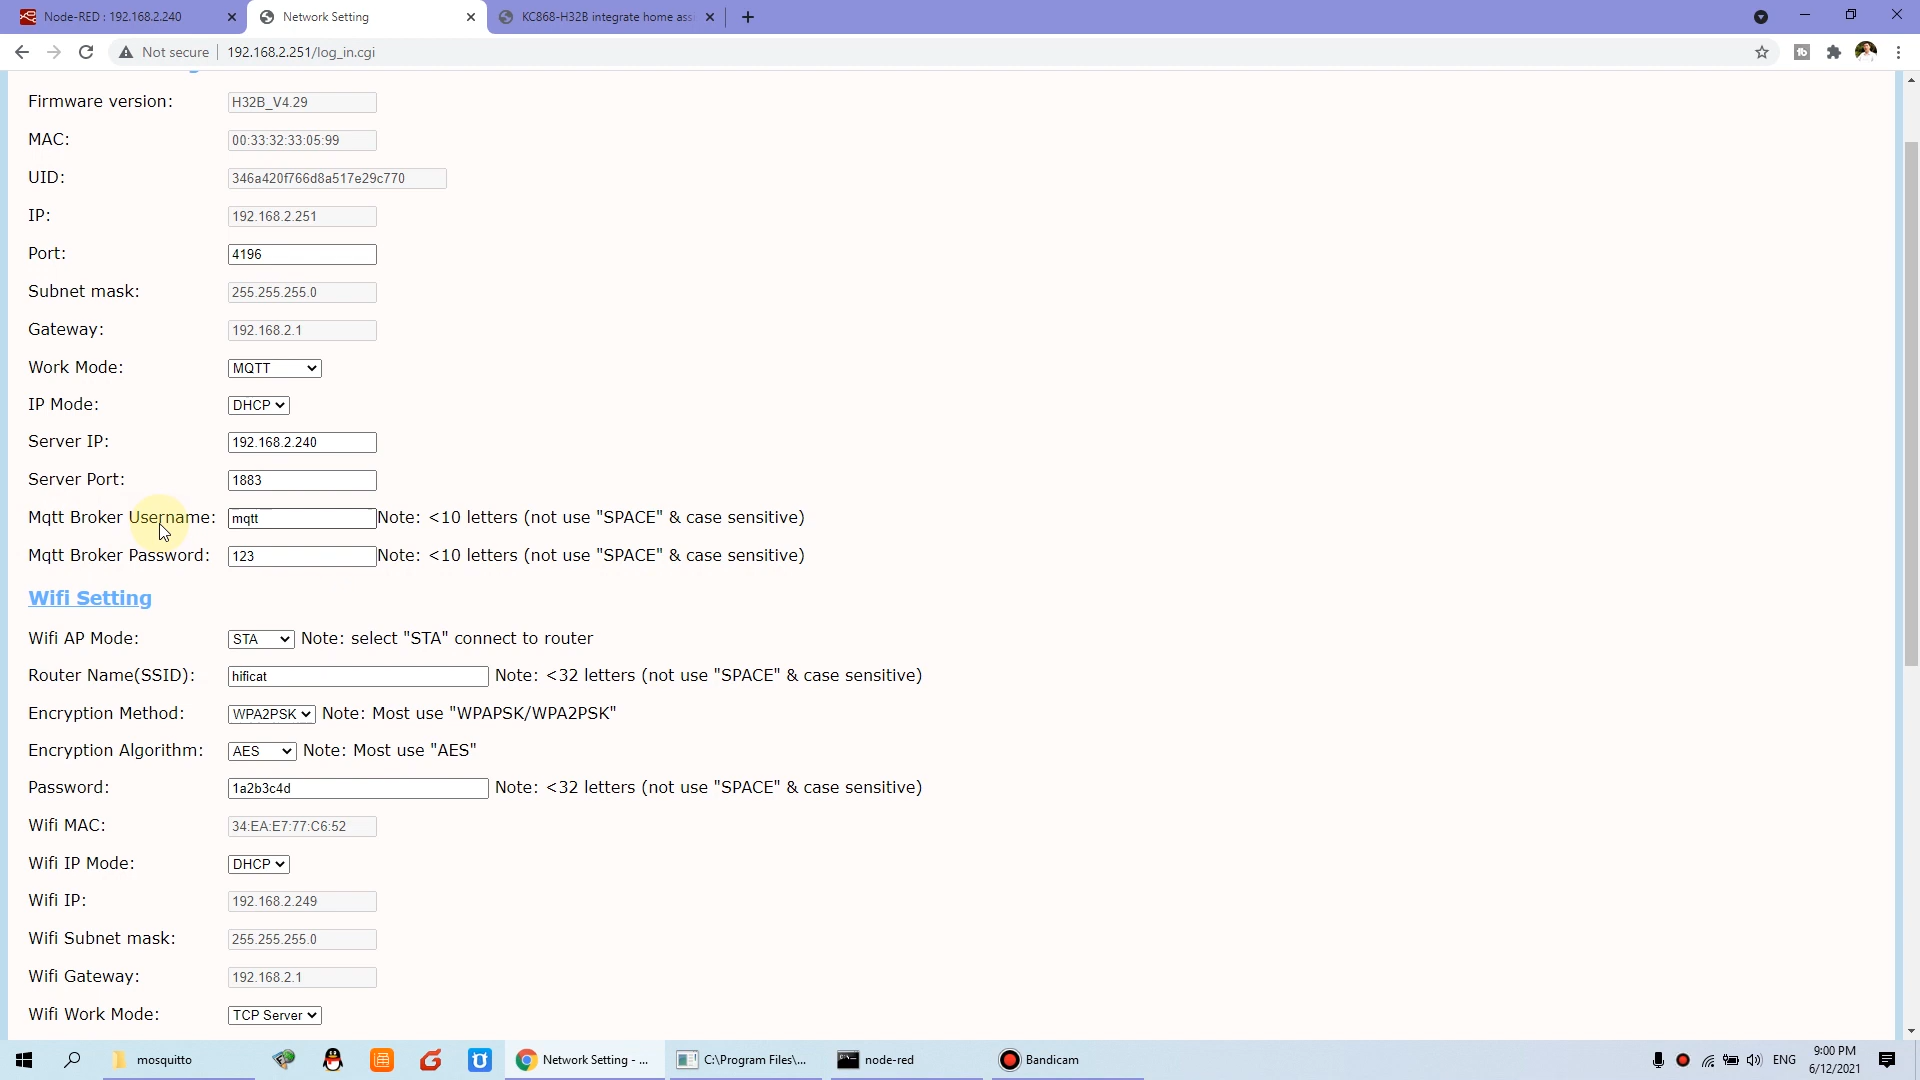 Node-RED : 192.168.2.240
Network Setting
KC868-H32B integrate home ass
Not secure
192.168.2.251/log_in.cgi
Firmware version: H32B_V4.29
MAC: 00:33:32:33:05:99
UID: 346a420f766d8a517e29c770
IP: 192.168.2.251
Port: 4196
Subnet mask: 255.255.255.0
Gateway: 192.168.2.1
Work Mode: MQTT
IP Mode: DHCP
Server IP: 192.168.2.240
Server Port: 1883
Mqtt Broker Username: mqtt Note: <10 letters (not use "SPACE" & case sensitive)
Mqtt Broker Password: 123 Note: <10 letters (not use "SPACE" & case sensitive)
Wifi Setting
Wifi AP Mode: STA Note: select "STA" connect to router
Router Name(SSID): hificat Note: <32 letters (not use "SPACE" & case sensitive)
Encryption Method: WPA2PSK Note: Most use "WPAPSK/WPA2PSK"
Encryption Algorithm: AES Note: Most use "AES"
Password: 1a2b3c4d Note: <32 letters (not use "SPACE" & case sensitive)
Wifi MAC: 34:EA:E7:77:C6:52
Wifi IP Mode: DHCP
Wifi IP: 192.168.2.249
Wifi Subnet mask: 255.255.255.0
Wifi Gateway: 192.168.2.1
Wifi Work Mode: TCP Server
mosquitto
Network Setting - ...
C:\Program Files\...
node-red
Bandicam
ENG
9:00 PM
6/12/2021